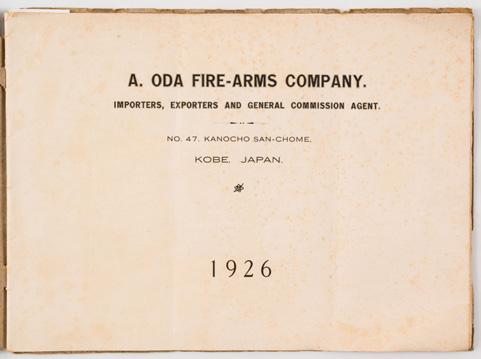 A. ODA FIRE-ARMS COMPANY.
IMPORTERS, EXPORTERS AND GENERAL COMMISSION AGENT.
NO. 47. KANOCHO SAN-CHOME,
KOBE, JAPAN.
1926